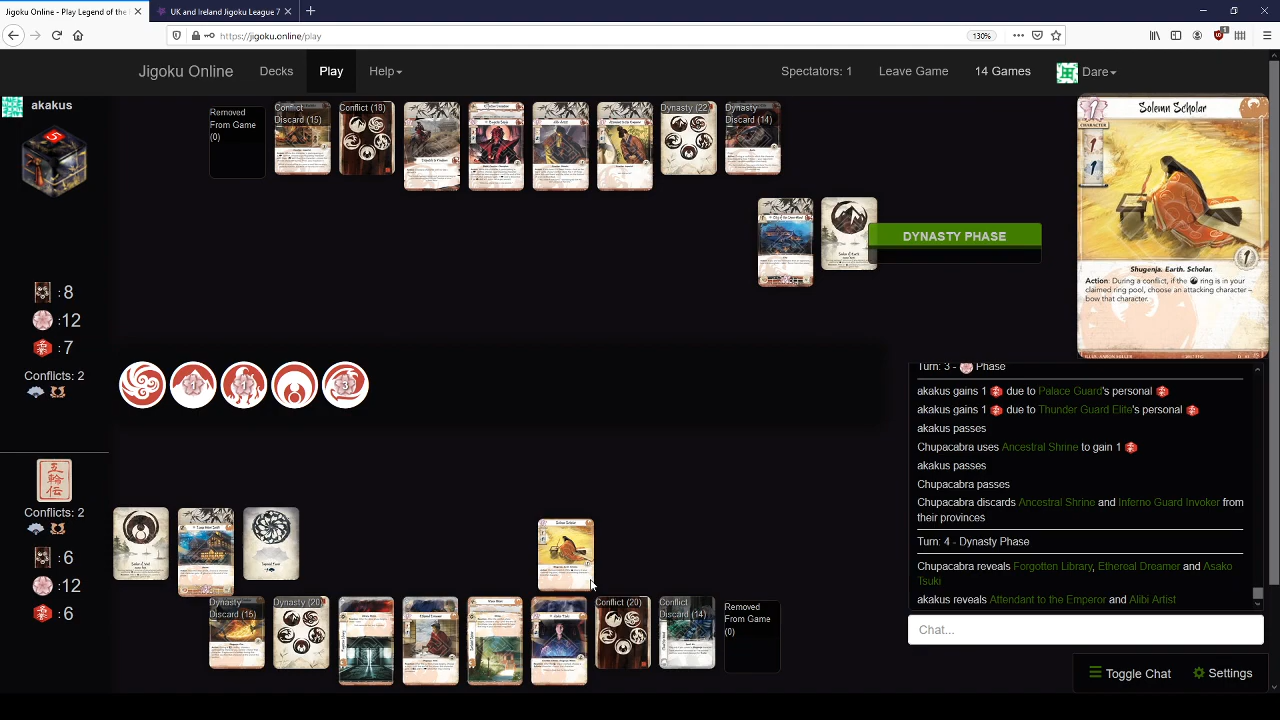 Jigoku Online - Play Legend of the
UK and Ireland Jigoku League 7
https://jigoku.online/play
130%
Jigoku Online
Decks
Play
Help
Spectators: 1
Leave Game
14 Games
Dare
akakus
Removed
From Game
(0)
Conflict
Discard (15)
Conflict (18)
Dynasty (22)
Dynasty
Discard (14)
5
DYNASTY PHASE
Solemn Scholar
CHARACTER
Shugenja. Earth. Scholar.
Action: During a conflict, if the ring is in your
claimed ring pool, choose an attacking character –
bow that character.
:8
:12
:7
Conflicts: 2
1
1
3
五輪伝
Conflicts: 2
:6
:12
:6
Turn: 3 - Phase
akakus gains 1 due to Palace Guard's personal
akakus gains 1 due to Thunder Guard Elite's personal
akakus passes
Chupacabra uses Ancestral Shrine to gain 1
akakus passes
Chupacabra passes
Chupacabra discards Ancestral Shrine and Inferno Guard Invoker from
their provinces
Turn: 4 - Dynasty Phase
Chupacabra reveals Forgotten Library, Ethereal Dreamer and Asako
Tsuki
akakus reveals Attendant to the Emperor and Alibi Artist
Dynasty
Discard (15)
Dynasty (20)
Conflict (20)
Conflict
Discard (14)
Removed
From Game
(0)
Chat...
Toggle Chat
Settings